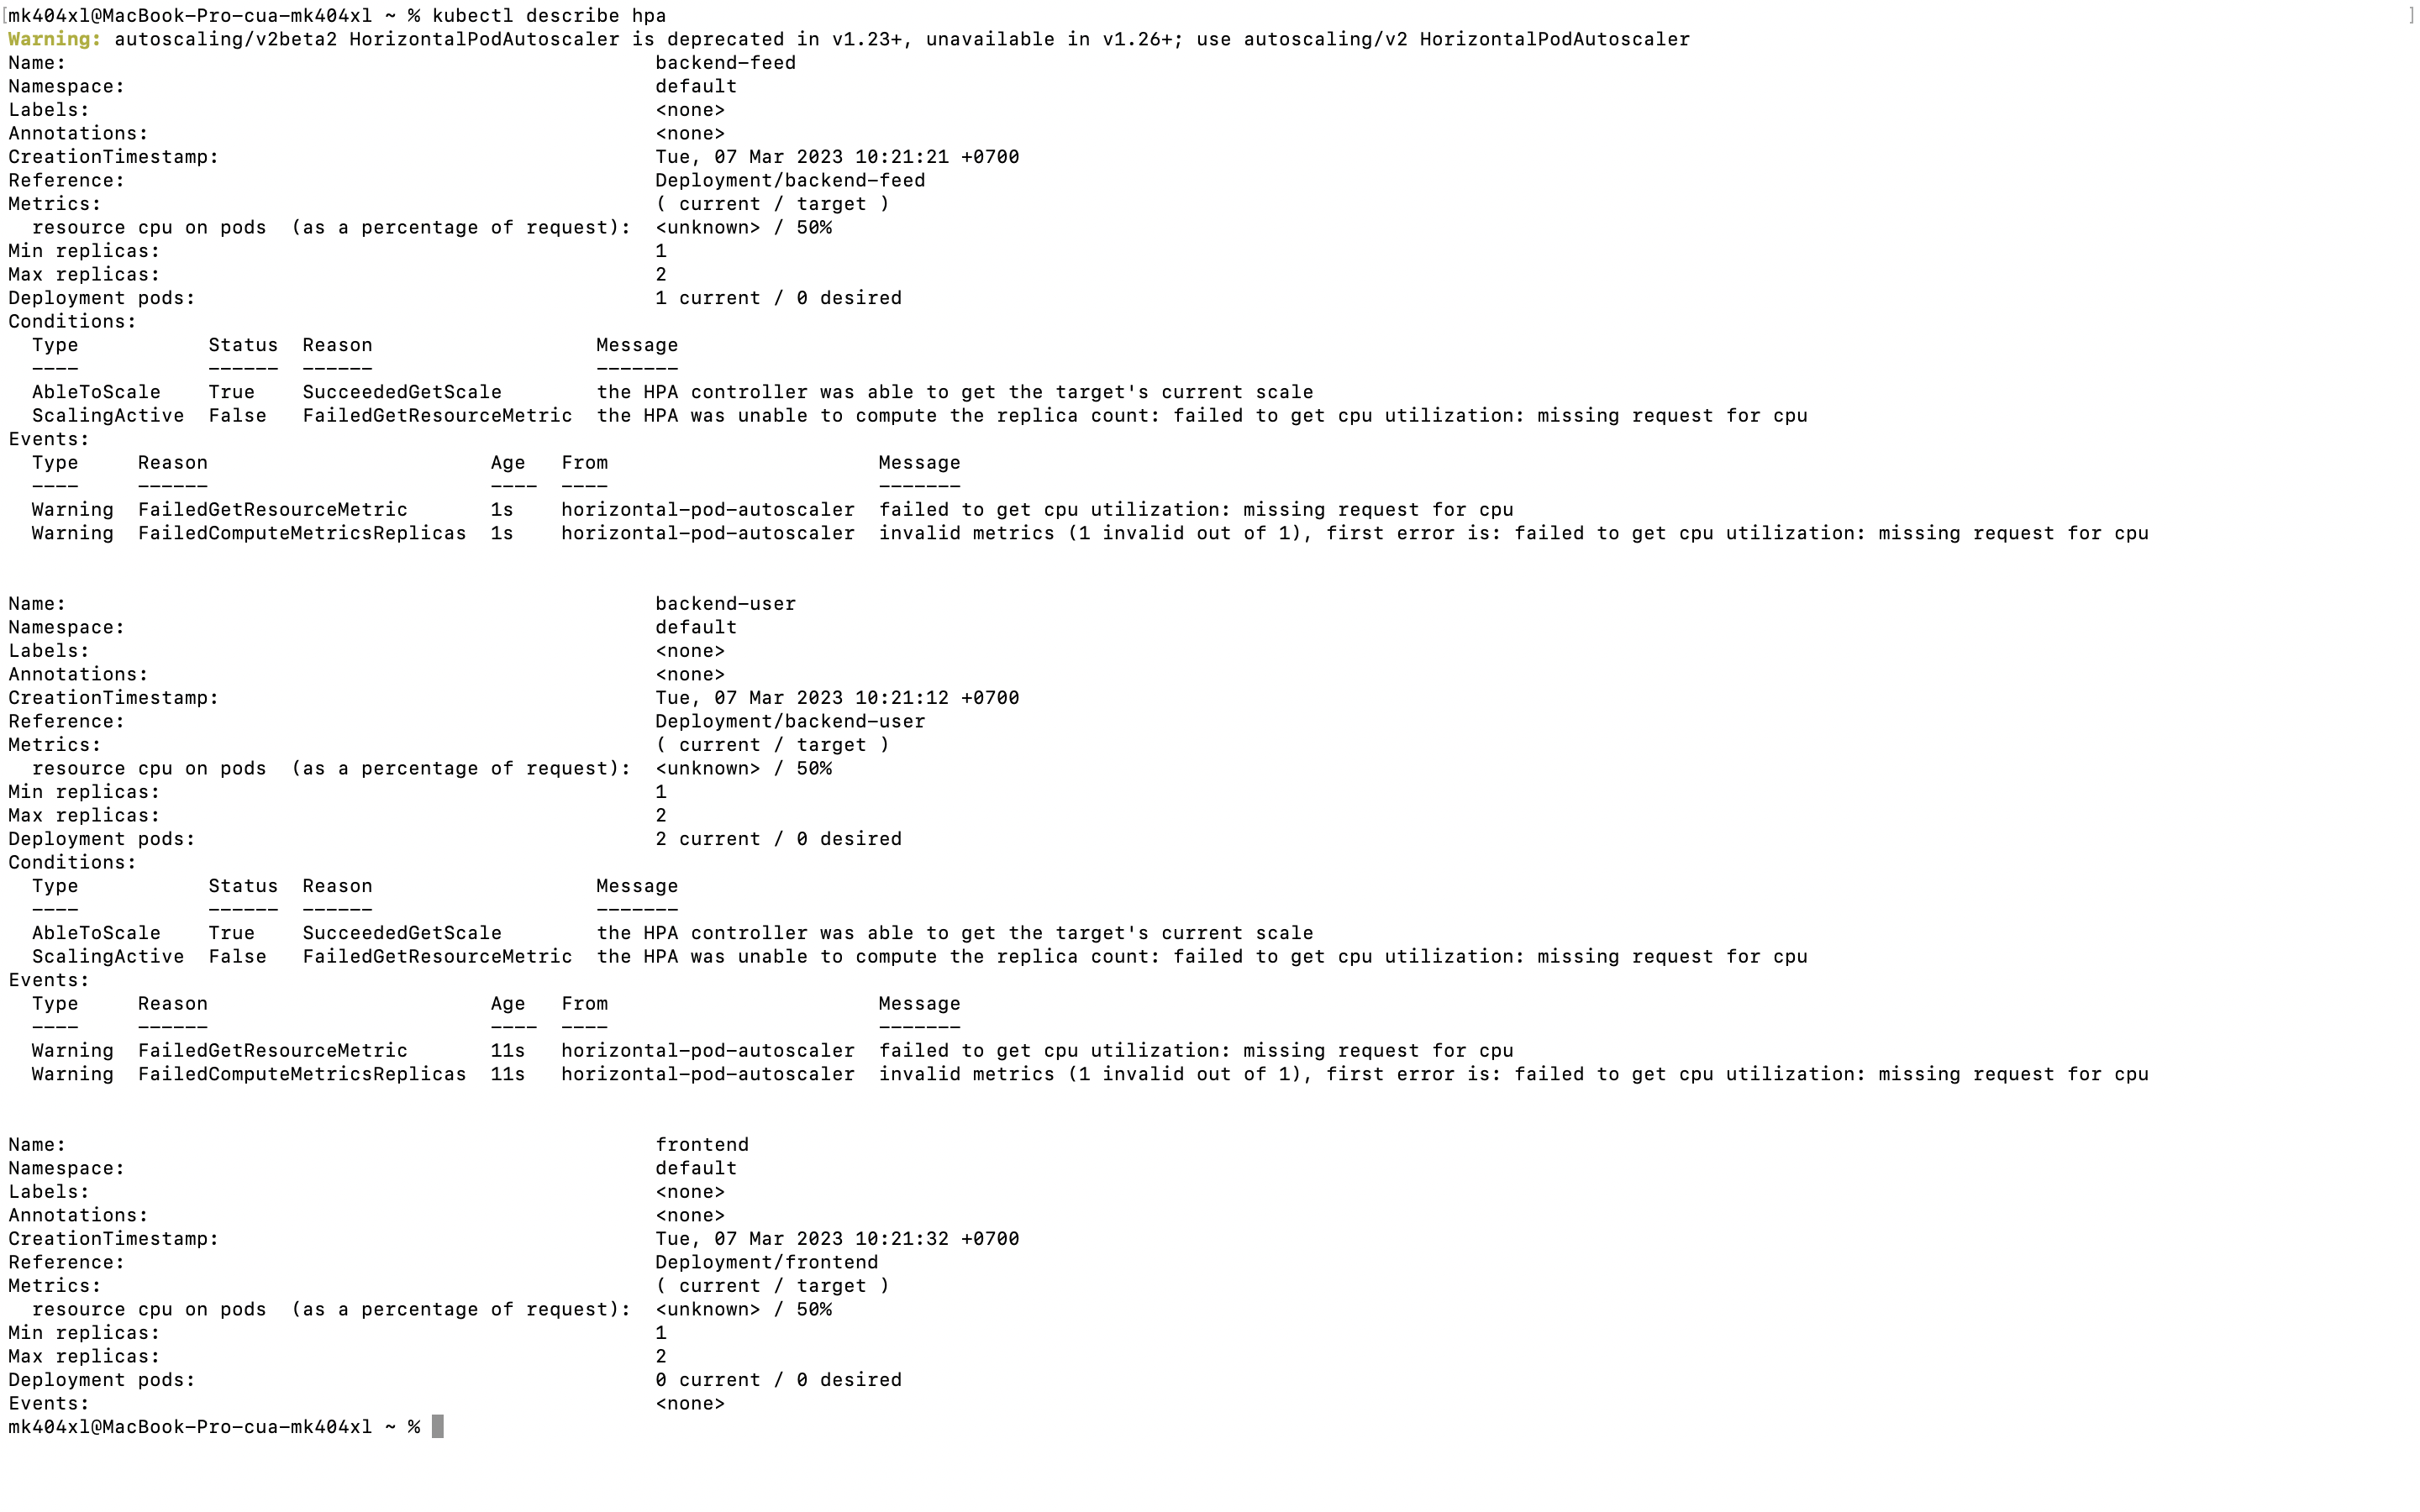 [mk404xl@MacBook-Pro-cua-mk404xl ~ % kubectl describe hpa ]
Warning: autoscaling/v2beta2 HorizontalPodAutoscaler is deprecated in v1.23+, unavailable in v1.26+; use autoscaling/v2 HorizontalPodAutoscaler
Name: backend-feed
Namespace: default
Labels: <none>
Annotations: <none>
CreationTimestamp: Tue, 07 Mar 2023 10:21:21 +0700
Reference: Deployment/backend-feed
Metrics: ( current / target )
resource cpu on pods (as a percentage of request): <unknown> / 50%
Min replicas: 1
Max replicas: 2
Deployment pods: 1 current / 0 desired
Conditions:
Type Status Reason Message
---- ------ ------ -------
AbleToScale True SucceededGetScale the HPA controller was able to get the target's current scale
ScalingActive False FailedGetResourceMetric the HPA was unable to compute the replica count: failed to get cpu utilization: missing request for cpu
Events:
Type Reason Age From Message
---- ------ ---- ---- -------
Warning FailedGetResourceMetric 1s horizontal-pod-autoscaler failed to get cpu utilization: missing request for cpu
Warning FailedComputeMetricsReplicas 1s horizontal-pod-autoscaler invalid metrics (1 invalid out of 1), first error is: failed to get cpu utilization: missing request for cpu
Name: backend-user
Namespace: default
Labels: <none>
Annotations: <none>
CreationTimestamp: Tue, 07 Mar 2023 10:21:12 +0700
Reference: Deployment/backend-user
Metrics: ( current / target )
resource cpu on pods (as a percentage of request): <unknown> / 50%
Min replicas: 1
Max replicas: 2
Deployment pods: 2 current / 0 desired
Conditions:
Type Status Reason Message
---- ------ ------ -------
AbleToScale True SucceededGetScale the HPA controller was able to get the target's current scale
ScalingActive False FailedGetResourceMetric the HPA was unable to compute the replica count: failed to get cpu utilization: missing request for cpu
Events:
Type Reason Age From Message
---- ------ ---- ---- -------
Warning FailedGetResourceMetric 11s horizontal-pod-autoscaler failed to get cpu utilization: missing request for cpu
Warning FailedComputeMetricsReplicas 11s horizontal-pod-autoscaler invalid metrics (1 invalid out of 1), first error is: failed to get cpu utilization: missing request for cpu
Name: frontend
Namespace: default
Labels: <none>
Annotations: <none>
CreationTimestamp: Tue, 07 Mar 2023 10:21:32 +0700
Reference: Deployment/frontend
Metrics: ( current / target )
resource cpu on pods (as a percentage of request): <unknown> / 50%
Min replicas: 1
Max replicas: 2
Deployment pods: 0 current / 0 desired
Events: <none>
mk404xl@MacBook-Pro-cua-mk404xl ~ %